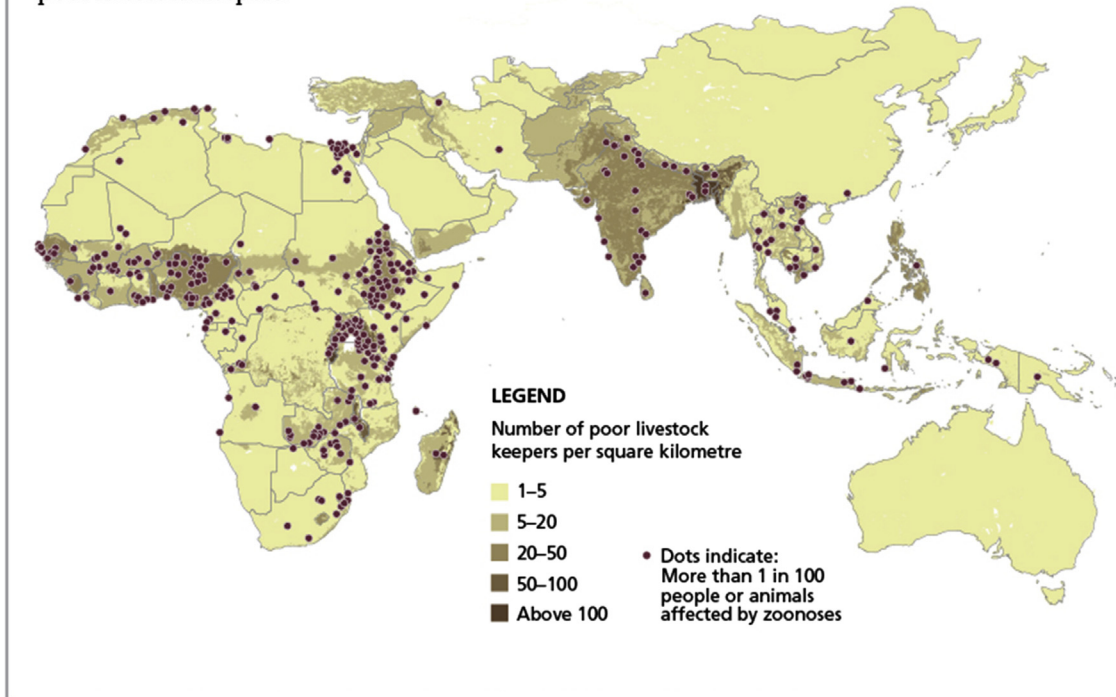 LEGEND
Number of poor livestock
keepers per square kilometre
1–5
5–20
20–50
50–100
Above 100
Dots indicate:
More than 1 in 100
people or animals
affected by zoonoses